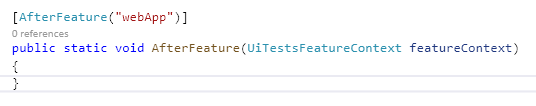 [AfterFeature("webApp")]
0 references
public static void AfterFeature(UiTestsFeatureContext featureContext)
{
}